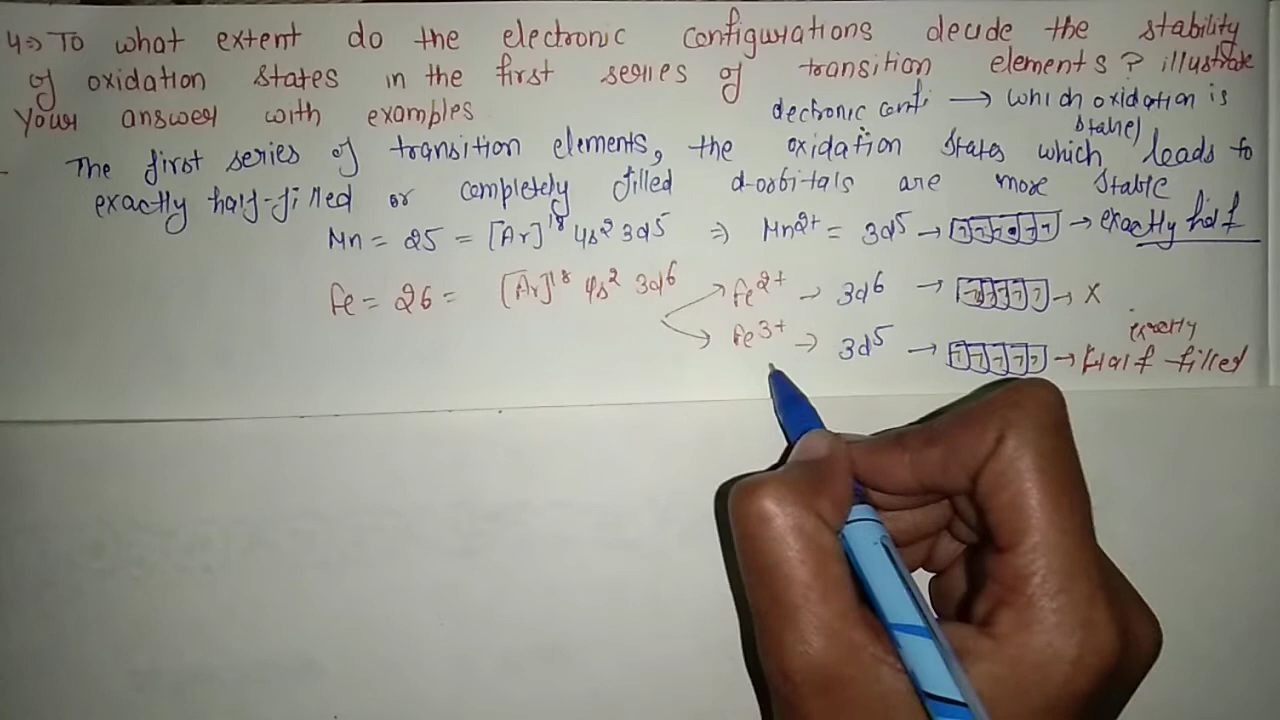 4⇒ To what extent do the electronic configurations decide the stability
of oxidation states in the first series of transition elements? illustrate
Your answer with examples
electronic confi → which oxidation is
stable)
The first series of transition elements, the oxidation states which leads to
exactly half-filled or completely filled d-orbitals are more stable
Mn = 25 = [Ar]¹⁸ 4s² 3d⁵ ⇒ Mn²⁺ = 3d⁵ → → exactly half
Fe = 26 = [Ar]¹⁸ 4s² 3d⁶ Fe²⁺ → 3d⁶ → → x
Fe³⁺ → 3d⁵ → → Half filled
exactly